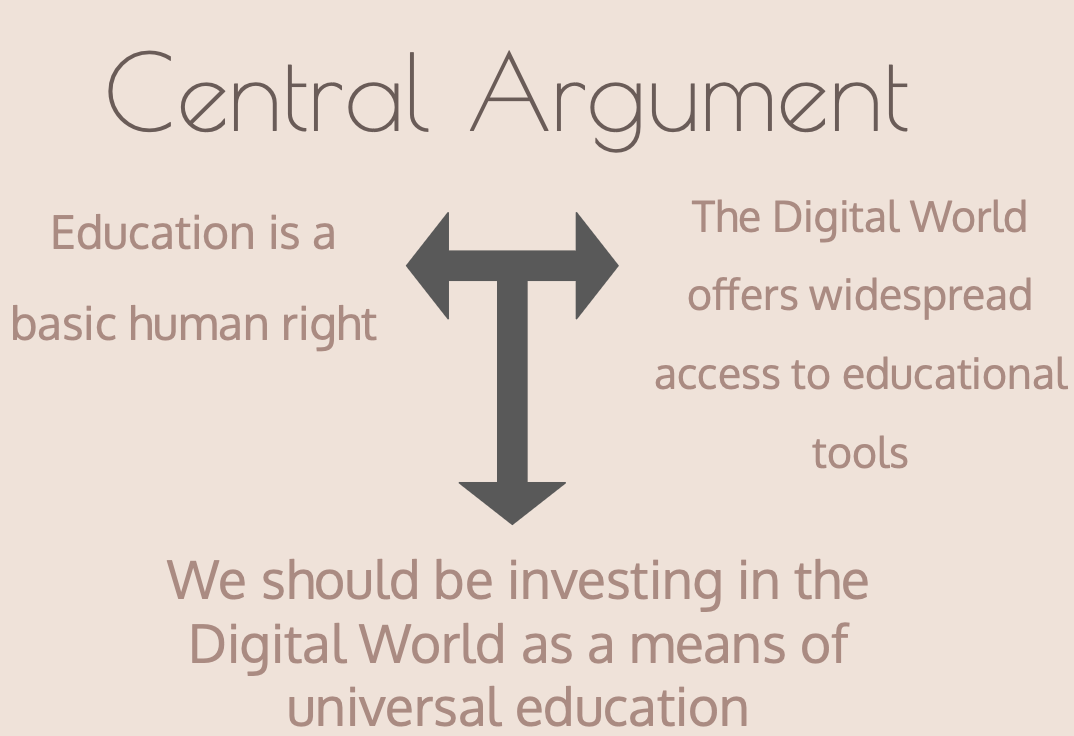 Central Argument
Education is a
basic human right
The Digital World
offers widespread
access to educational
tools
We should be investing in the
Digital World as a means of
universal education